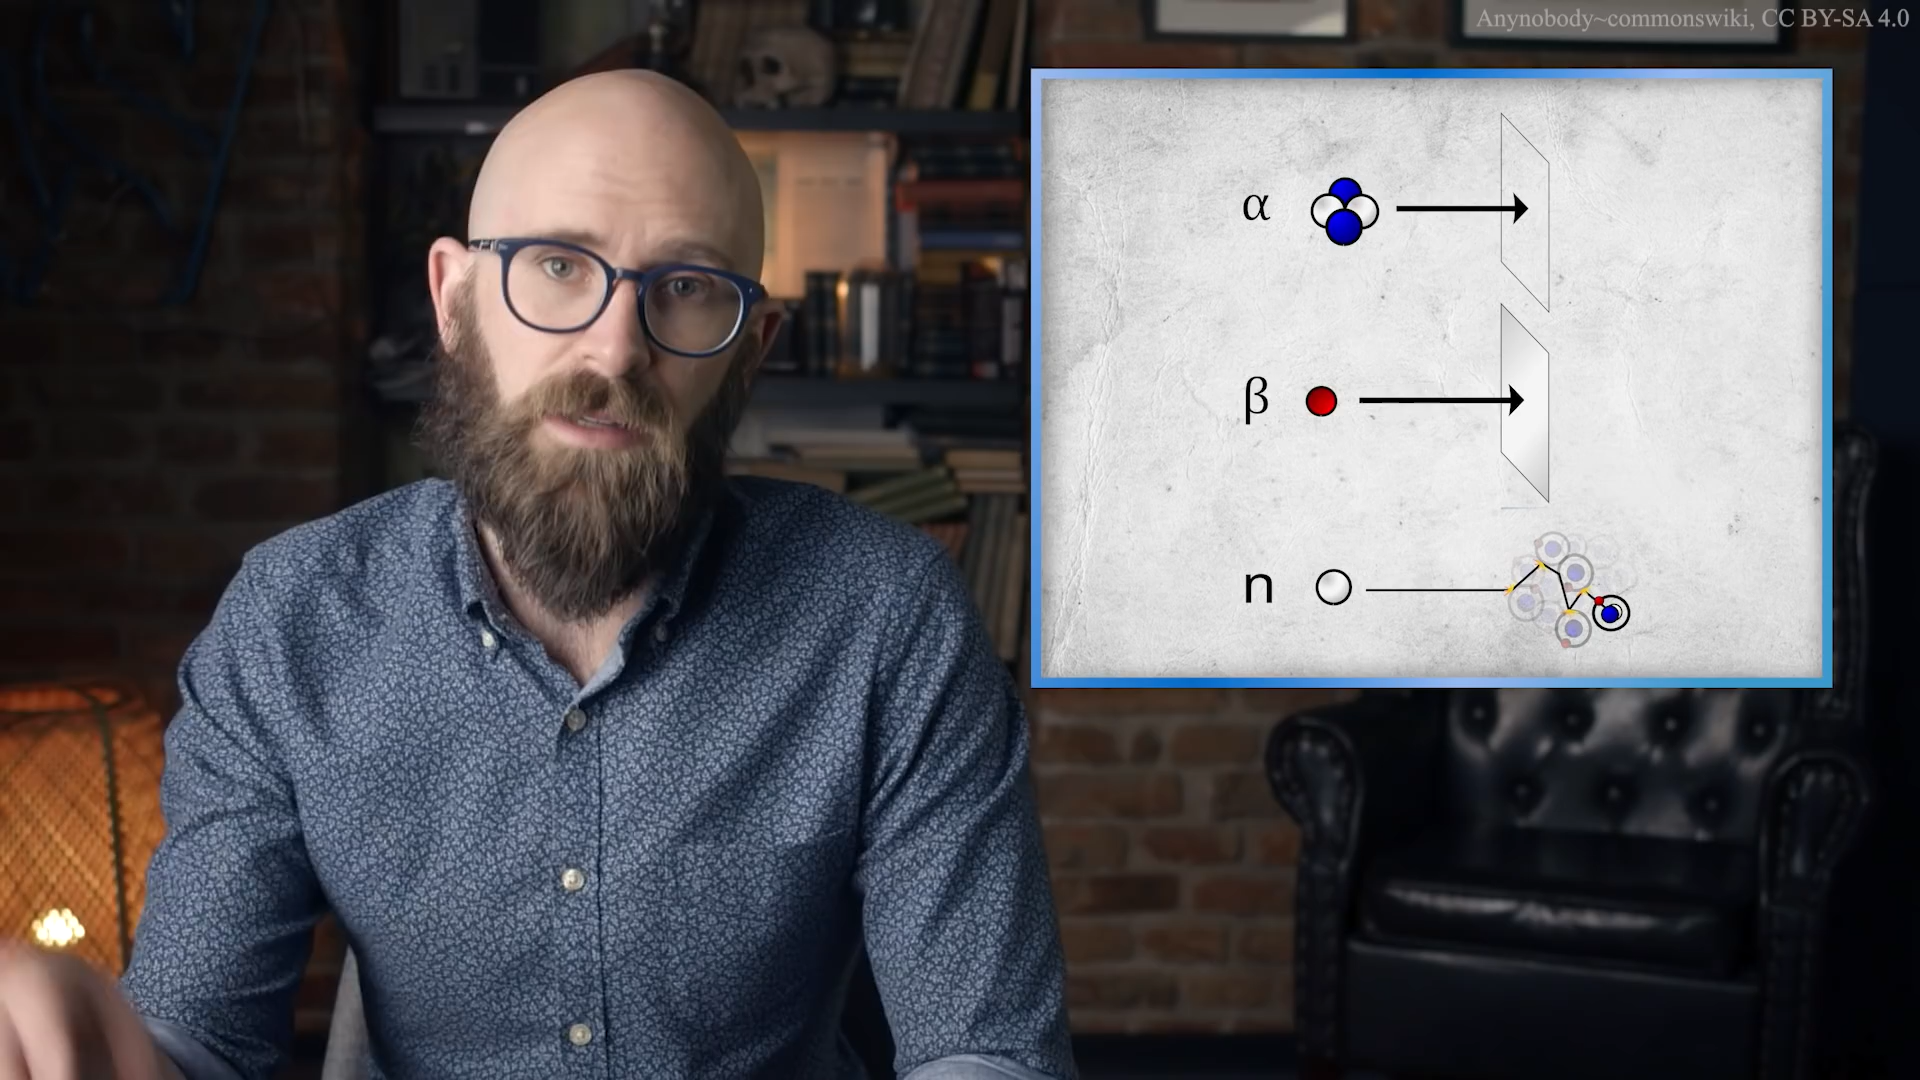 Anynobody~commonswiki, CC BY-SA 4.0
α
β
n